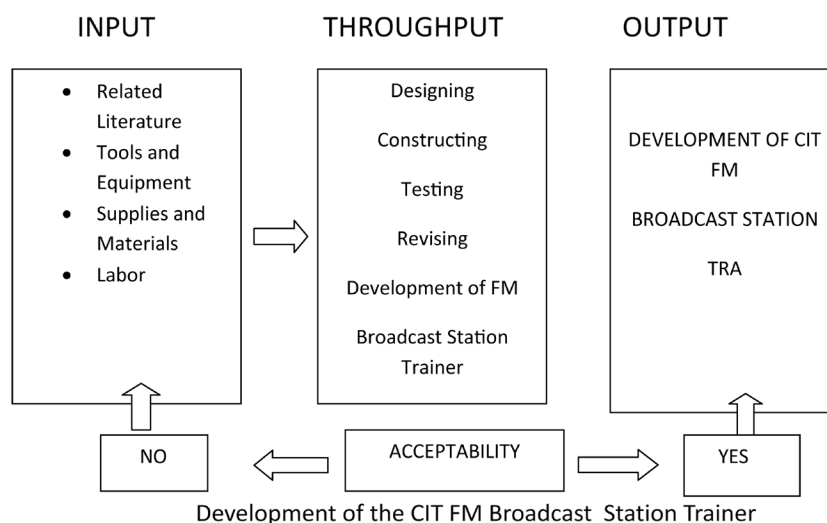 INPUT
THROUGHPUT
OUTPUT
• Related
Literature
• Tools and
Equipment
• Supplies and
Materials
• Labor
Designing
Constructing
Testing
Revising
Development of FM
Broadcast Station
Trainer
DEVELOPMENT OF CIT
FM
BROADCAST STATION
TRA
NO
ACCEPTABILITY
YES
Development of the CIT FM Broadcast Station Trainer